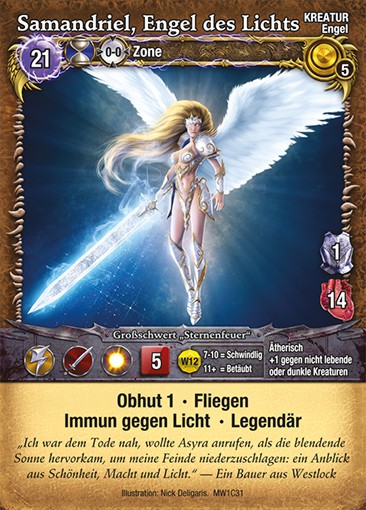 Samandriel, Engel des Lichts
KREATUR
Engel
21
0-0
Zone
5
1
14
Großschwert „Sternenfeuer“
5
W12
7-10 = Schwindlig
11+ = Betäubt
Ätherisch
+1 gegen nicht lebende
oder dunkle Kreaturen
Obhut 1 · Fliegen
Immun gegen Licht · Legendär
„Ich war dem Tode nah, wollte Asyra anrufen, als die blendende
Sonne hervorkam, um meine Feinde niederzuschlagen: ein Anblick
aus Schönheit, Macht und Licht.“ — Ein Bauer aus Westlock
Illustration: Nick Deligaris. MW1C31